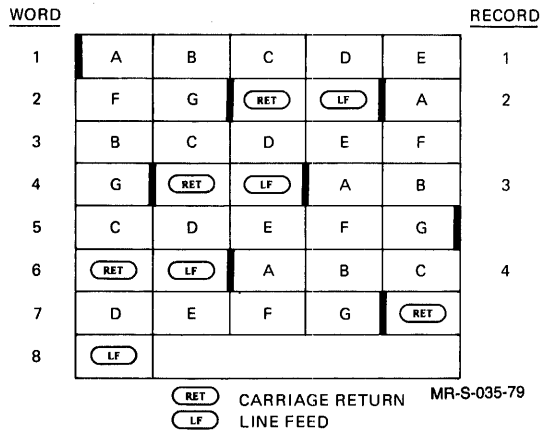 WORD RECORD
1 A B C D E 1
2 F G RET LF A 2
3 B C D E F
4 G RET LF A B 3
5 C D E F G
6 RET LF A B C 4
7 D E F G RET
8 LF
RET CARRIAGE RETURN MR-S-035-79
LF LINE FEED